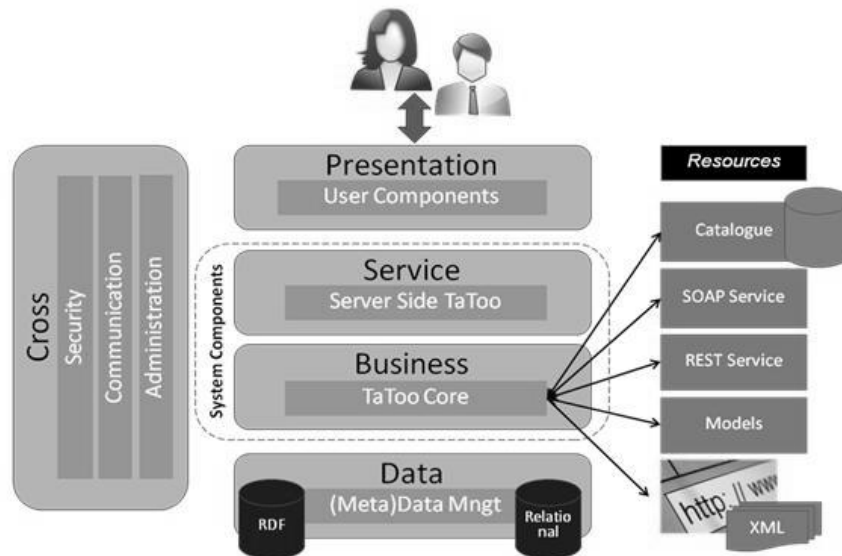 Presentation
User Components
Service
Server Side TaToo
Business
TaToo Core
Data
(Meta)Data Mngt
RDF
Relatio
nal
System Components
Cross
Security
Communication
Administration
Resources
Catalogue
SOAP Service
REST Service
Models
http: // www
XML